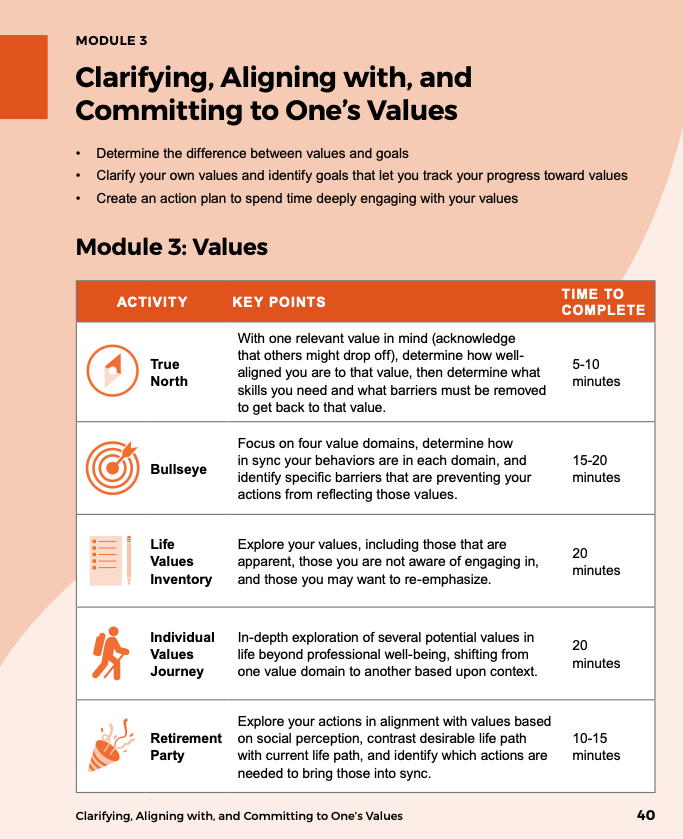 MODULE 3
Clarifying, Aligning with, and
Committing to One's Values
• Determine the difference between values and goals
• Clarify your own values and identify goals that let you track your progress toward values
• Create an action plan to spend time deeply engaging with your values
Module 3: Values
ACTIVITY
KEY POINTS
TIME TO
COMPLETE
True
North
With one relevant value in mind (acknowledge
that others might drop off), determine how well-
aligned you are to that value, then determine what
skills you need and what barriers must be removed
to get back to that value.
5-10
minutes
Bullseye
Focus on four value domains, determine how
in sync your behaviors are in each domain, and
identify specific barriers that are preventing your
actions from reflecting those values.
15-20
minutes
Life
Values
Inventory
Explore your values, including those that are
apparent, those you are not aware of engaging in,
and those you may want to re-emphasize.
20
minutes
Individual
Values
Journey
In-depth exploration of several potential values in
life beyond professional well-being, shifting from
one value domain to another based upon context.
20
minutes
Retirement
Party
Explore your actions in alignment with values based
on social perception, contrast desirable life path
with current life path, and identify which actions are
needed to bring those into sync.
10-15
minutes
Clarifying, Aligning with, and Committing to One's Values
40